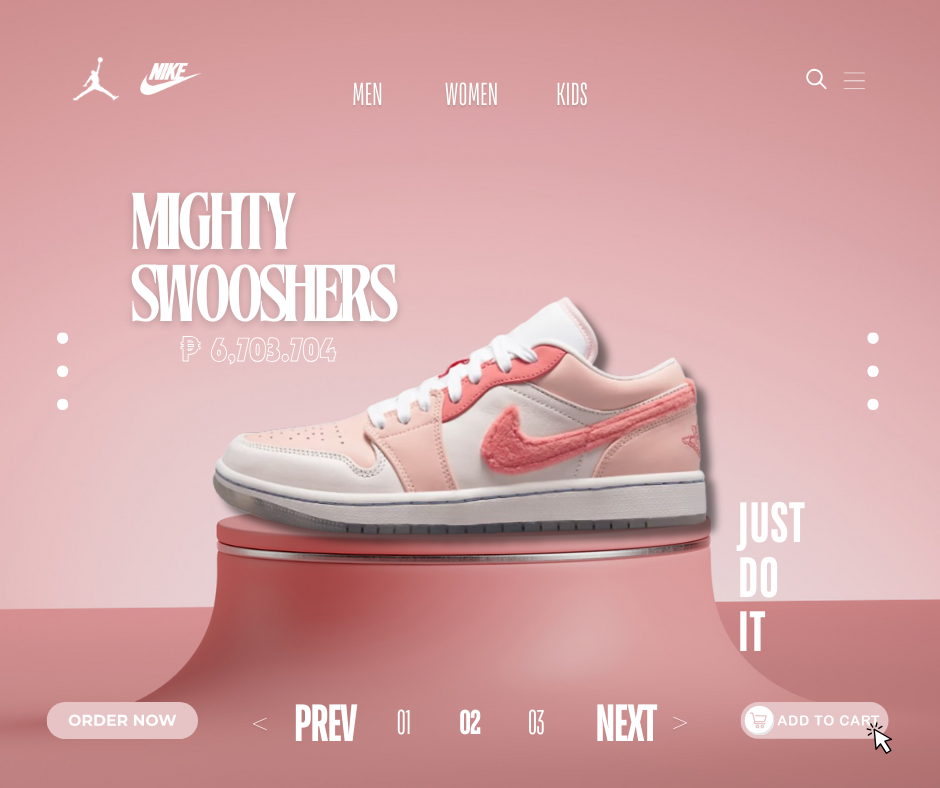 NIKE
MEN WOMEN KIDS
MIGHTY
SWOOSHERS
₱ 6,703.704
JUST
DO
IT
ORDER NOW
< PREV 01 02 03 NEXT >
ADD TO CART